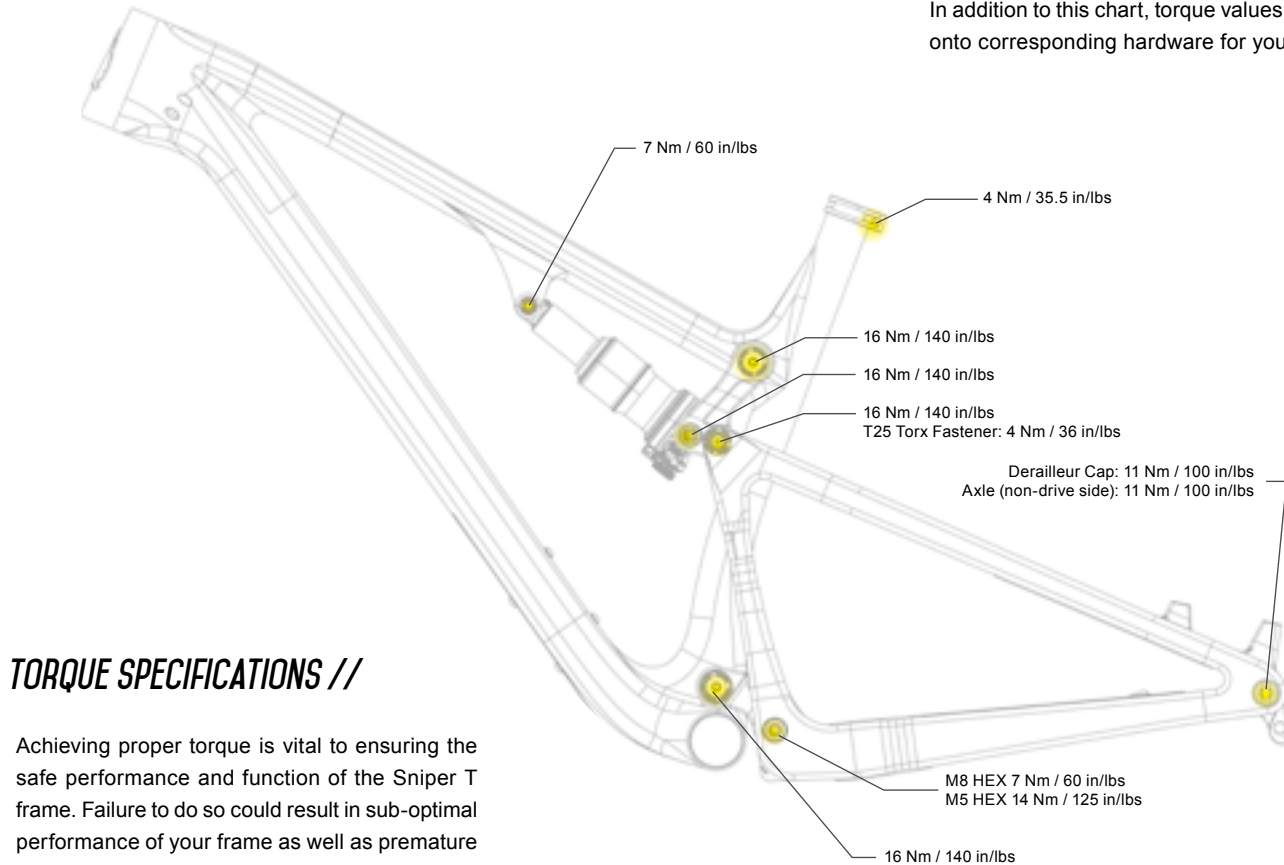 In addition to this chart, torque values
onto corresponding hardware for you
7 Nm / 60 in/lbs
4 Nm / 35.5 in/lbs
16 Nm / 140 in/lbs
16 Nm / 140 in/lbs
16 Nm / 140 in/lbs
T25 Torx Fastener: 4 Nm / 36 in/lbs
Derailleur Cap: 11 Nm / 100 in/lbs
Axle (non-drive side): 11 Nm / 100 in/lbs
TORQUE SPECIFICATIONS //
Achieving proper torque is vital to ensuring the
safe performance and function of the Sniper T
frame. Failure to do so could result in sub-optimal
performance of your frame as well as premature
M8 HEX 7 Nm / 60 in/lbs
M5 HEX 14 Nm / 125 in/lbs
16 Nm / 140 in/lbs